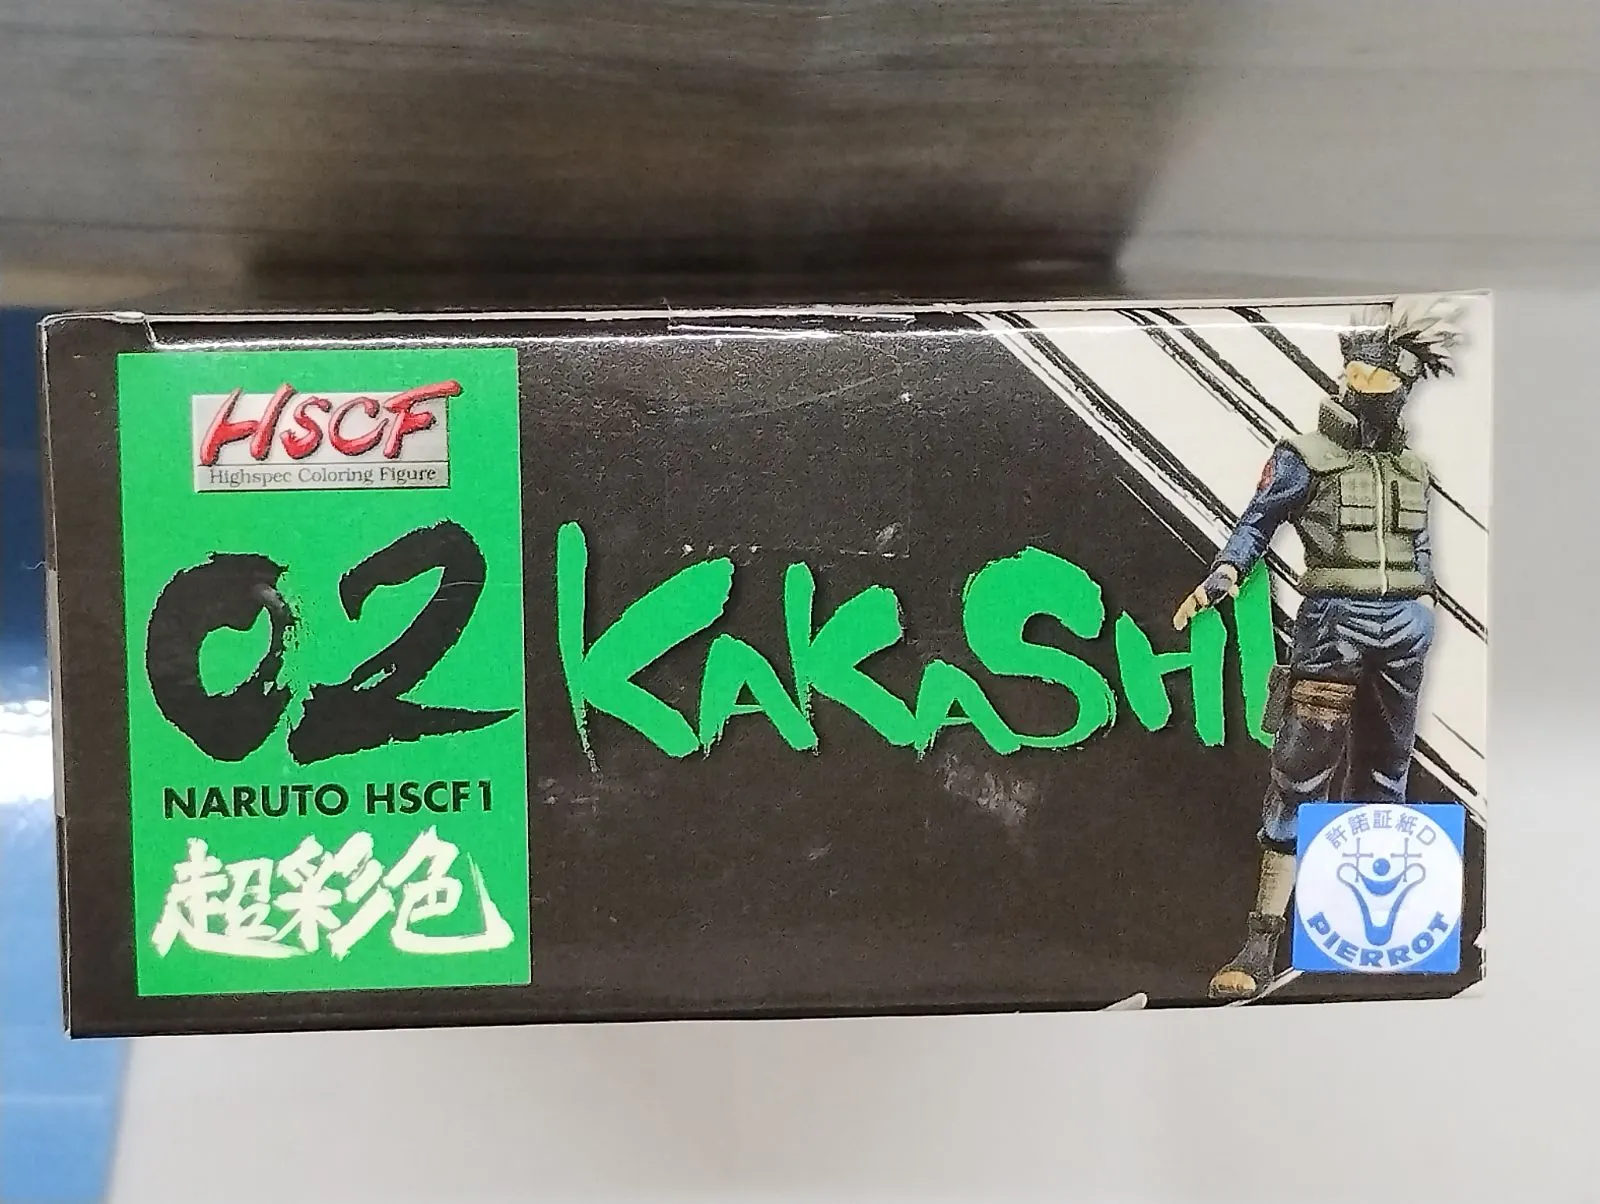 HSCF
Highspec Coloring Figure
02
NARUTO HSCF1
超彩色
KAKASHI
許諾証紙D
PIERROT